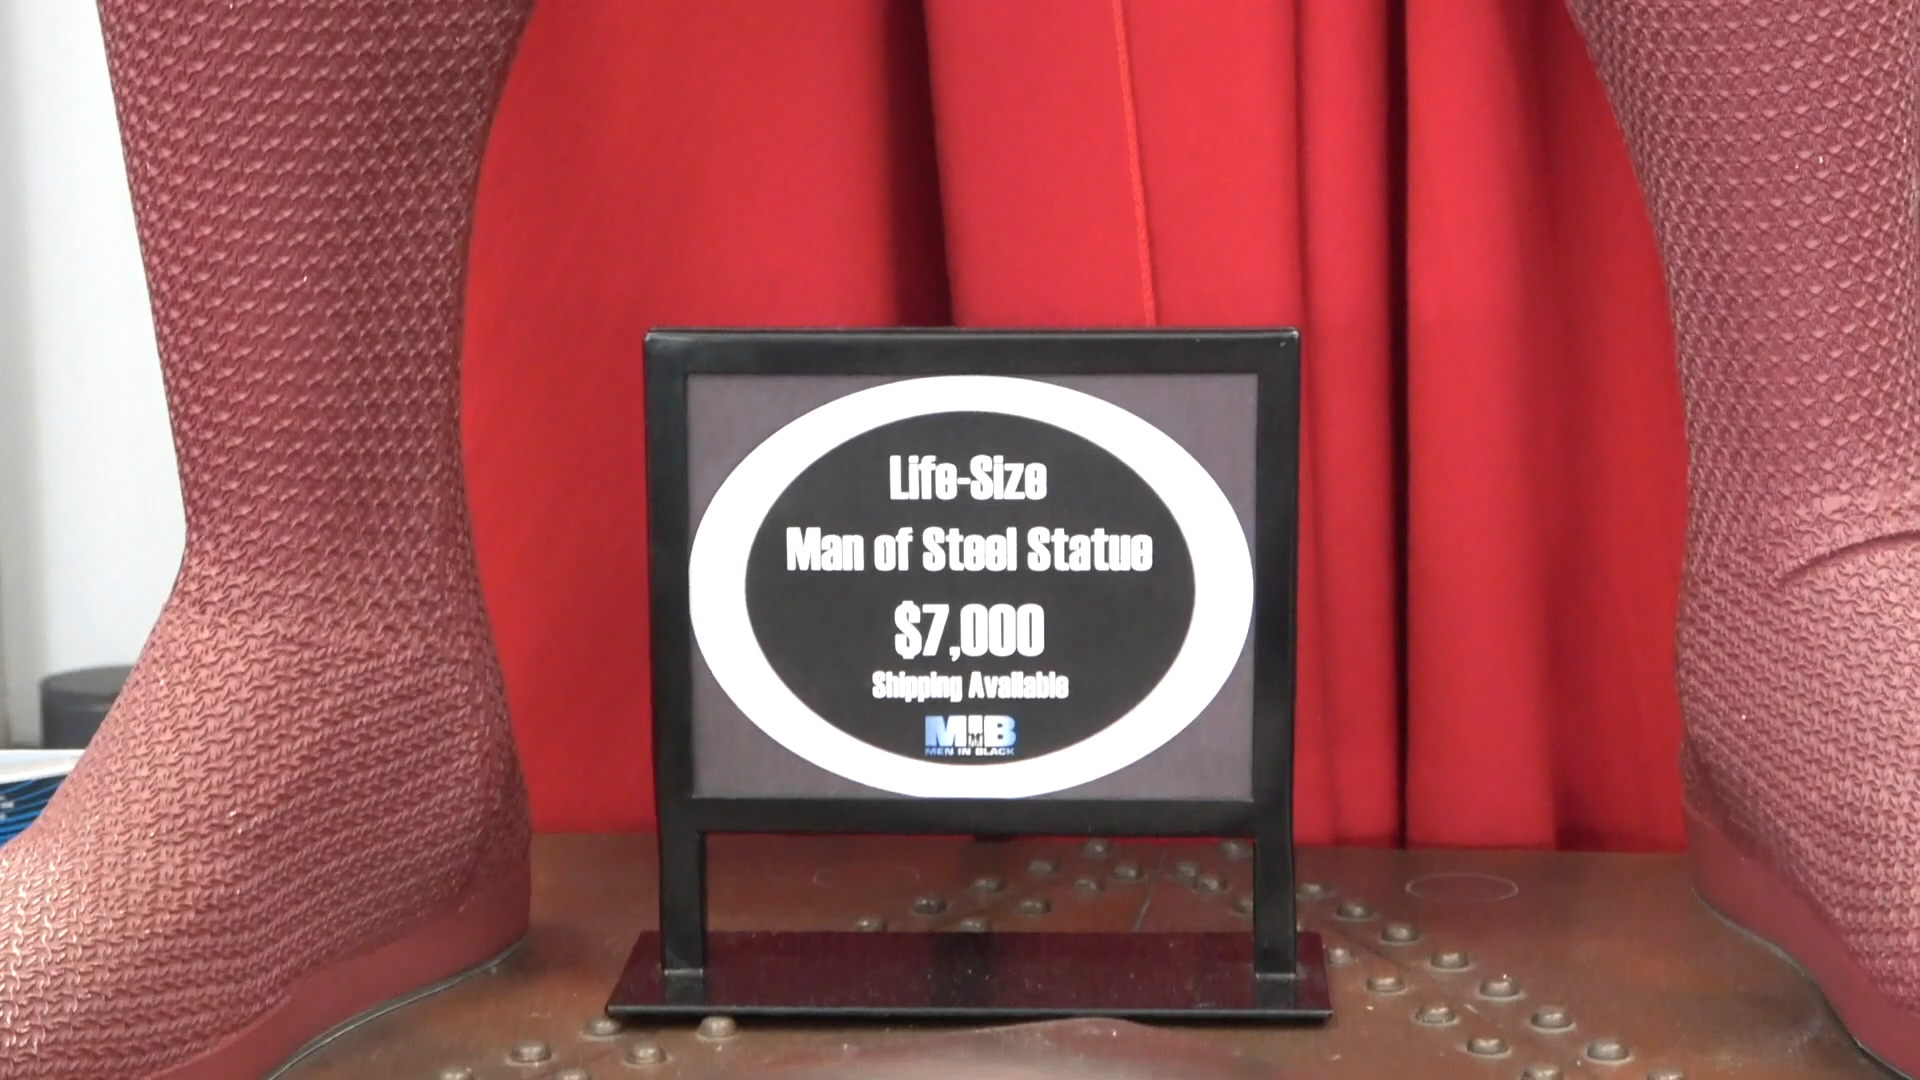 Life-Size
Man of Steel Statue
$7,000
Shipping Available
MIB
MEN IN BLACK